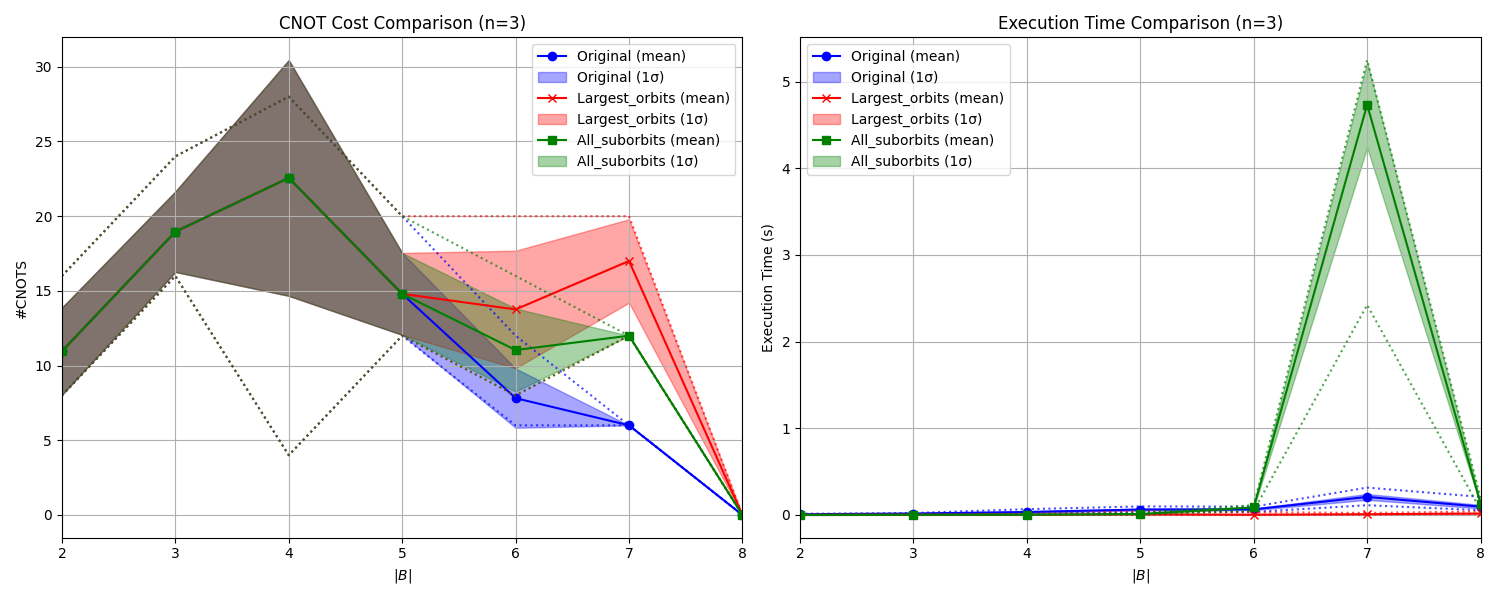 CNOT Cost Comparison (n=3)
#CNOTS
30
25
20
15
10
5
0
2 3 4 5 6 7 8
|B|
Original (mean)
Original (1σ)
Largest_orbits (mean)
Largest_orbits (1σ)
All_suborbits (mean)
All_suborbits (1σ)
Execution Time Comparison (n=3)
Execution Time (s)
5
4
3
2
1
0
2 3 4 5 6 7 8
|B|
Original (mean)
Original (1σ)
Largest_orbits (mean)
Largest_orbits (1σ)
All_suborbits (mean)
All_suborbits (1σ)